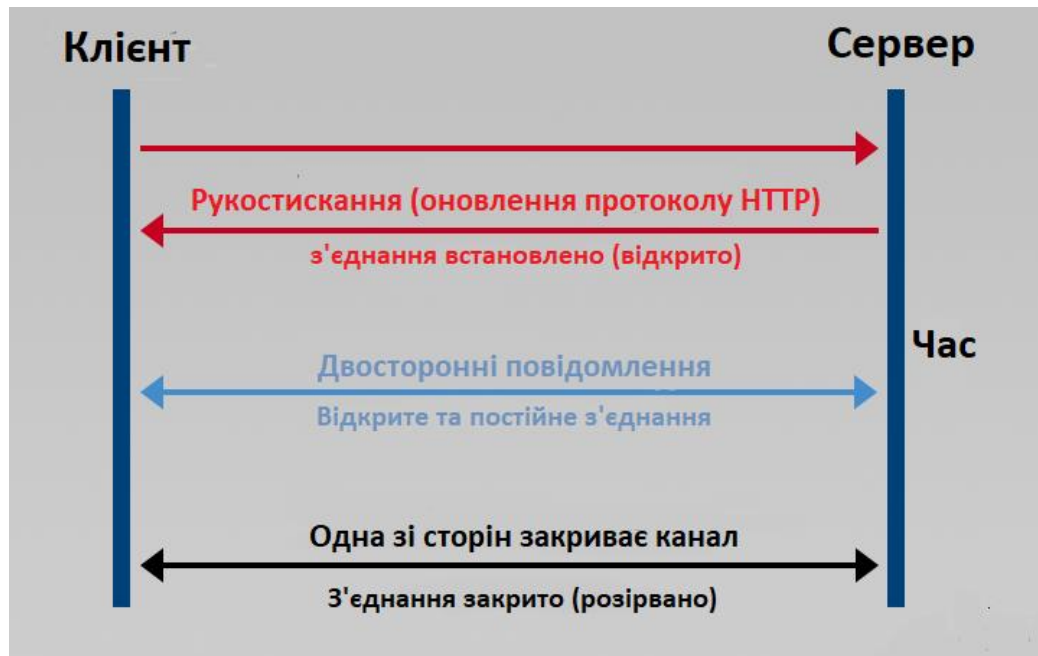 Клієнт
Сервер
Рукостискання (оновлення протоколу HTTP)
з'єднання встановлено (відкрито)
Час
Двосторонні повідомлення
Відкрите та постійне з'єднання
Одна зі сторін закриває канал
З'єднання закрито (розірвано)